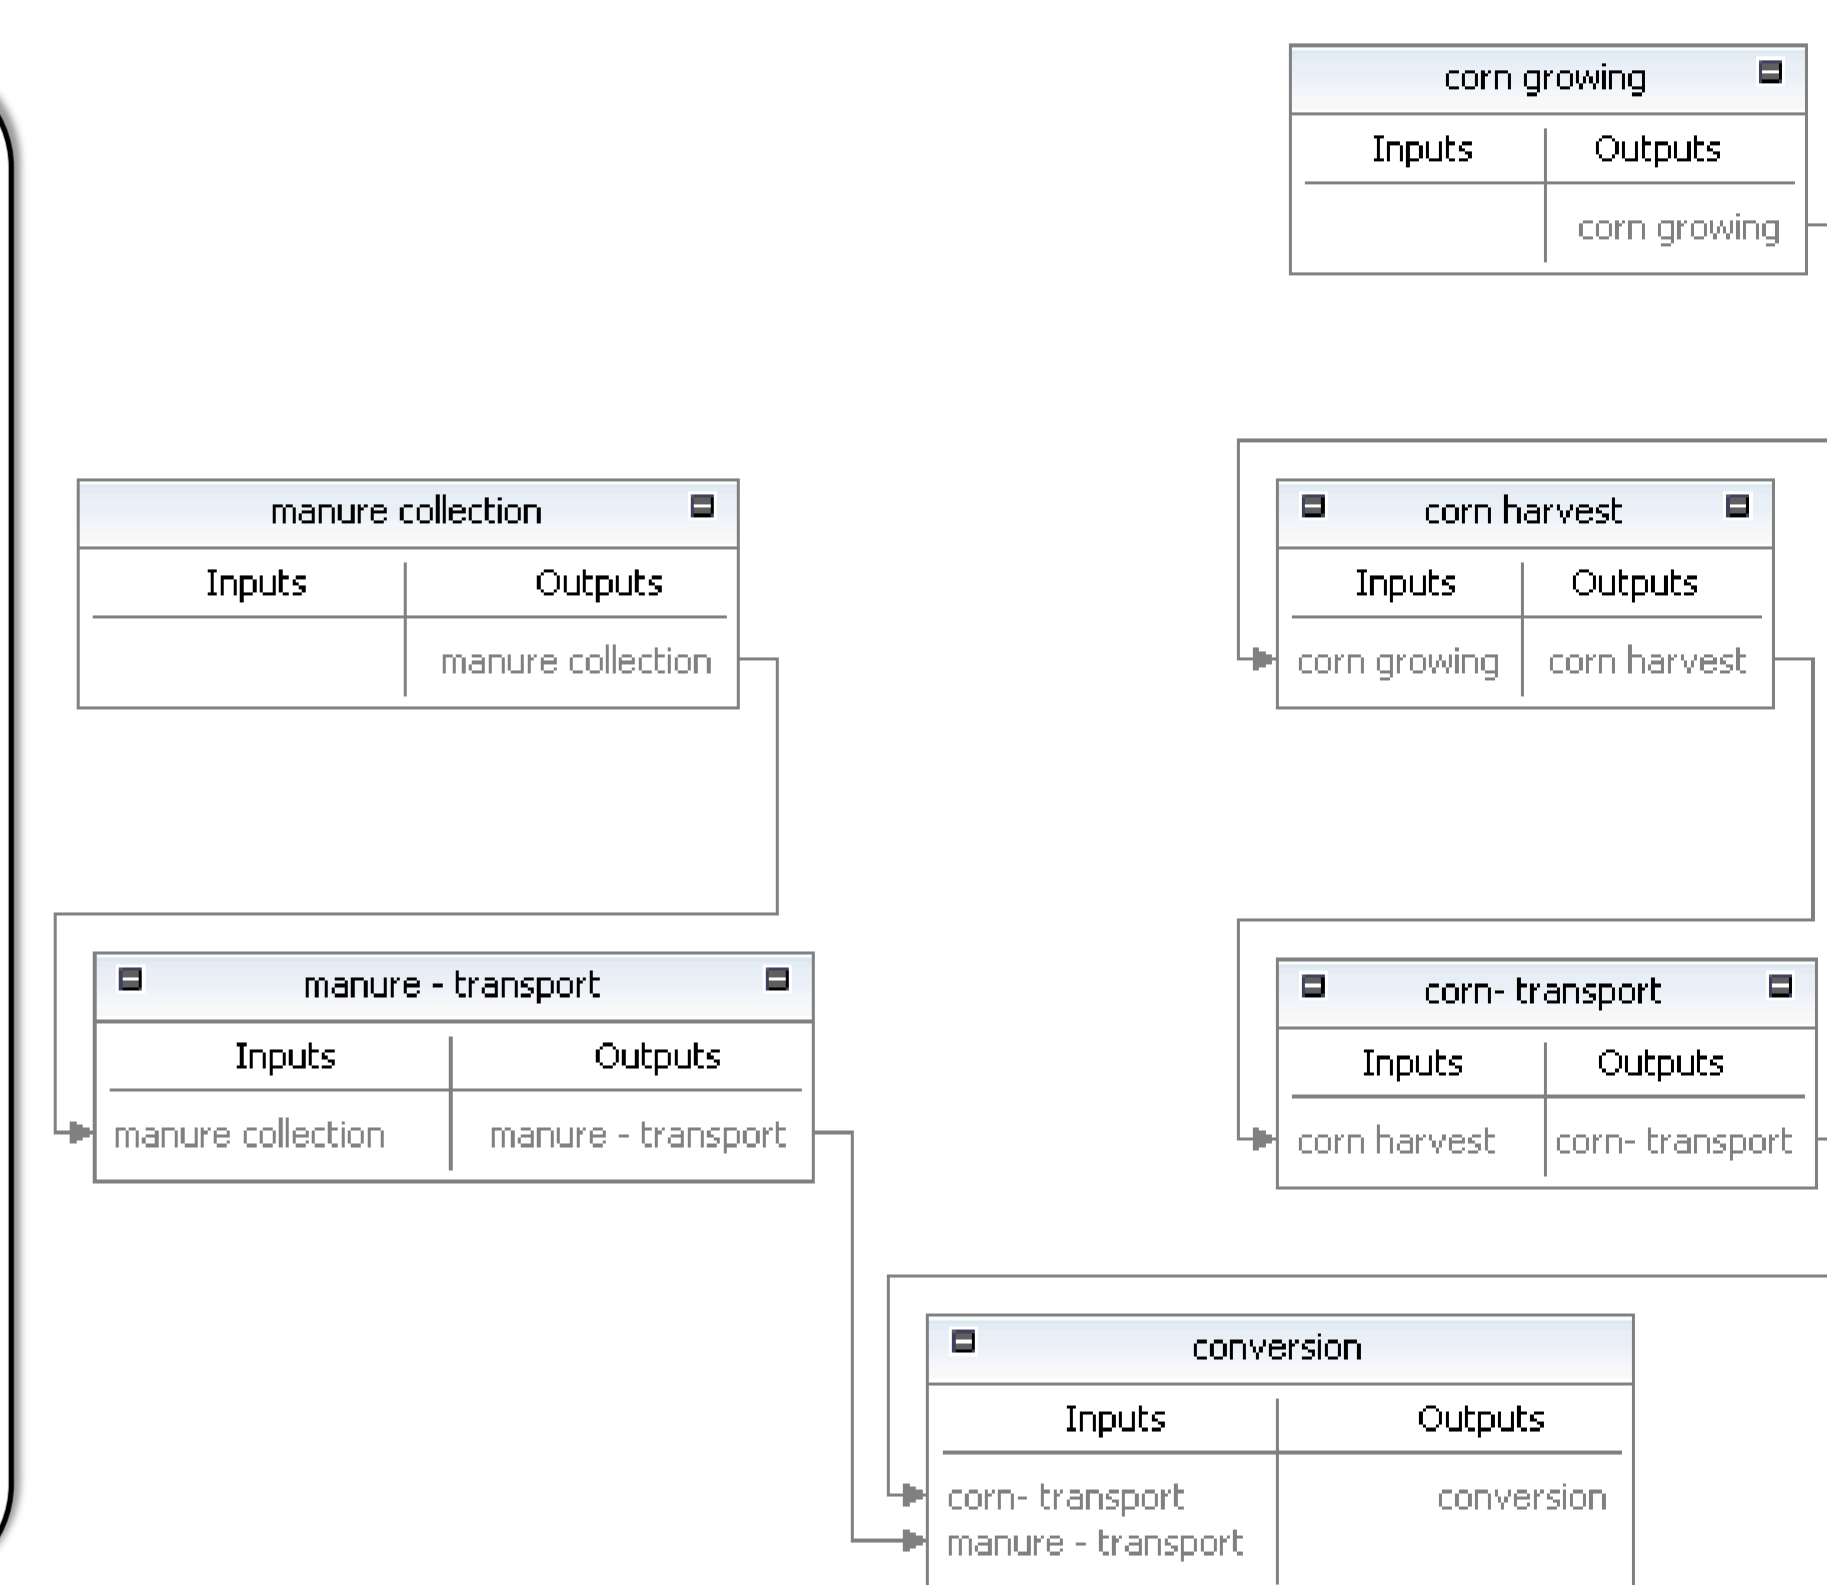 corn growing
Inputs Outputs
corn growing
manure collection
Inputs Outputs
manure collection
corn harvest
Inputs Outputs
corn growing corn harvest
manure - transport
Inputs Outputs
manure collection manure - transport
corn- transport
Inputs Outputs
corn harvest corn- transport
conversion
Inputs Outputs
corn- transport conversion
manure - transport